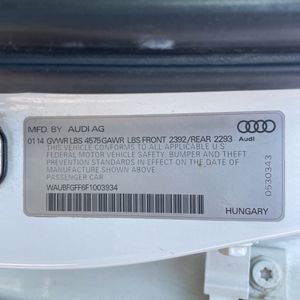 MFD. BY AUDI AG
01 14 GVWR LBS 4575 GAWR LBS FRONT 2392/REAR 2293
THIS VEHICLE CONFORMS TO ALL APPLICABLE U.S
FEDERAL MOTOR VEHICLE SAFETY, BUMPER AND THEFT
PREVENTION STANDARDS IN EFFECT ON THE DATE OF
MANUFACTURE SHOWN ABOVE.
PASSENGER CAR
WAUBFGFF6F1003934
Audi
0530343
HUNGARY